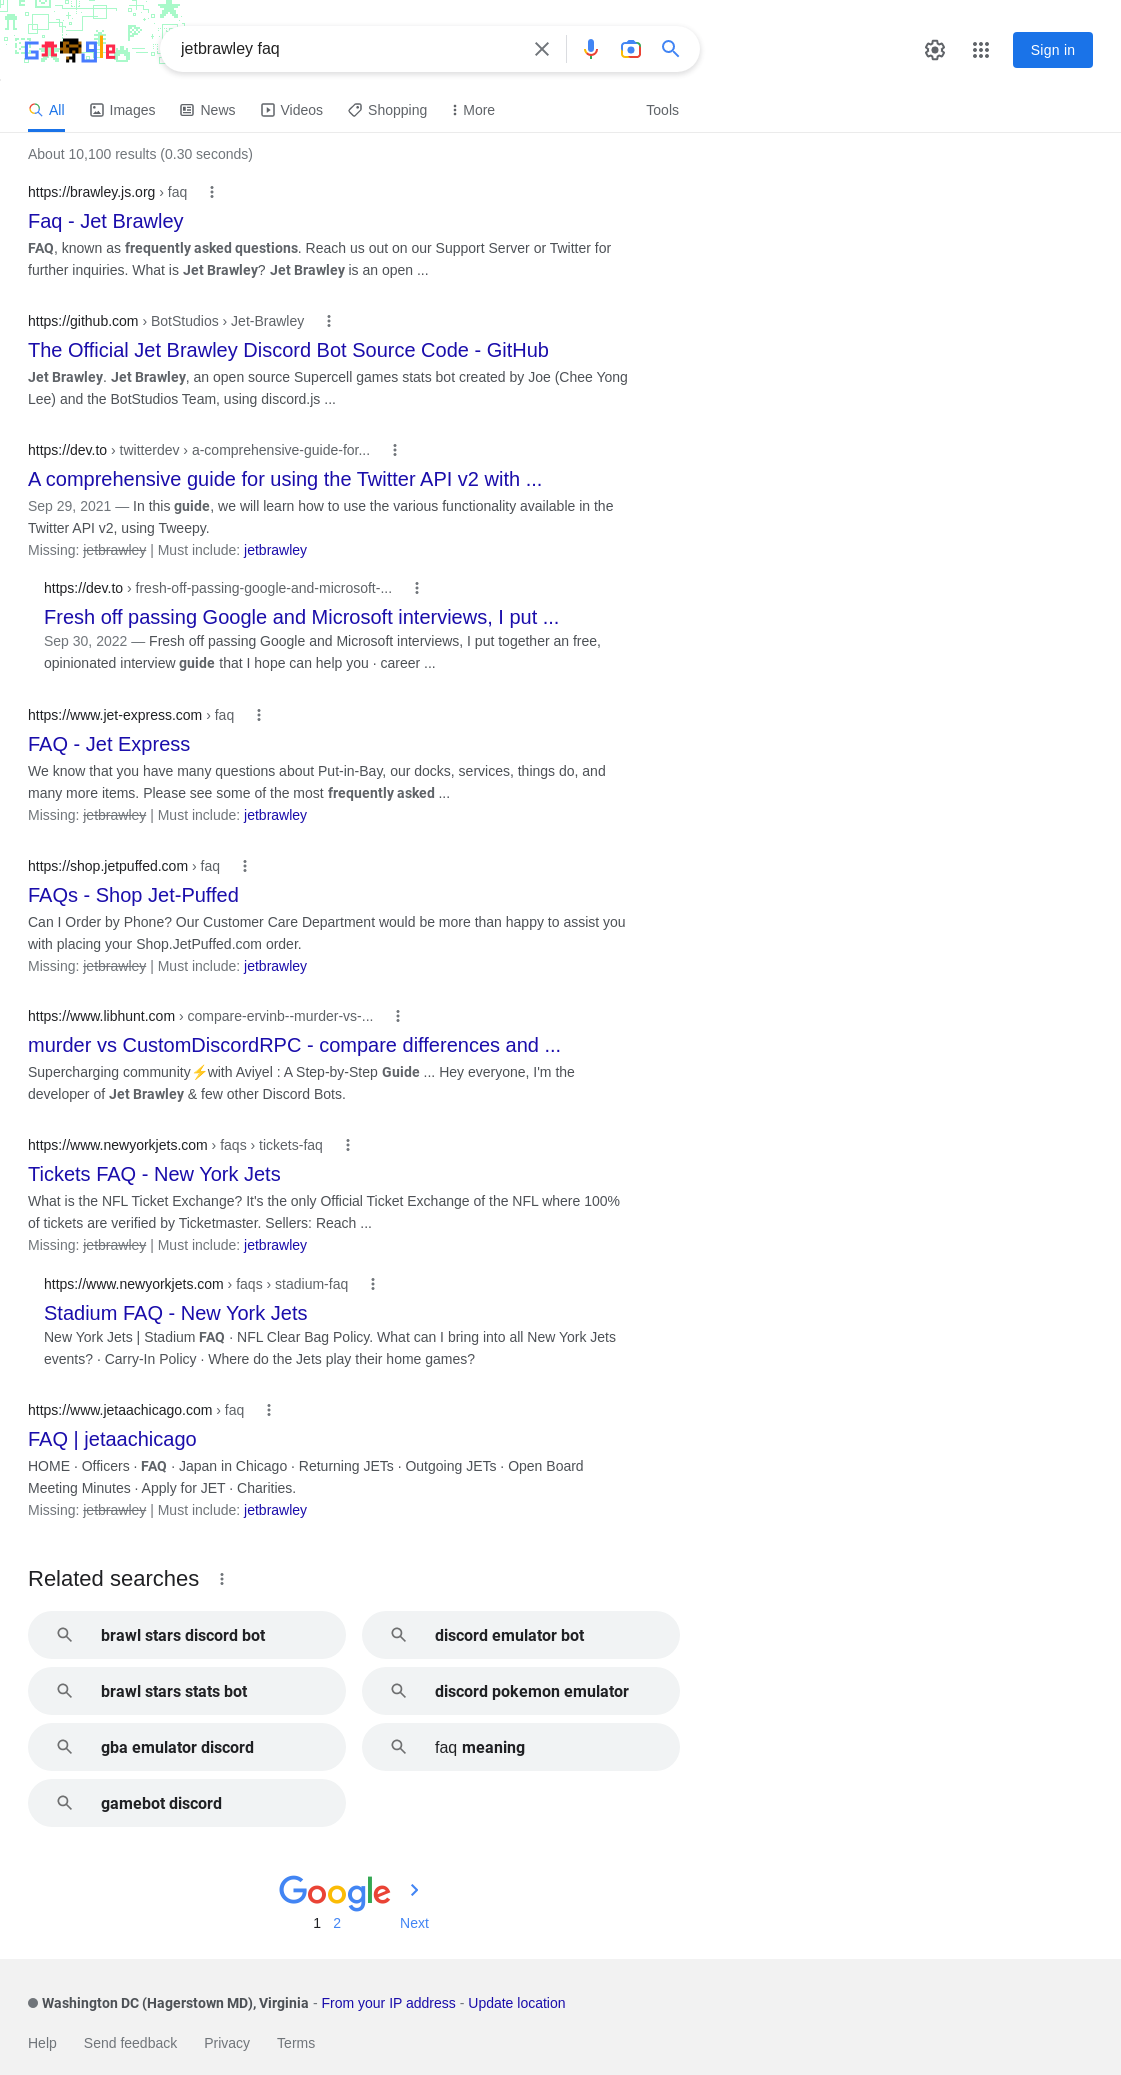 jetbrawley faq
Sign in
All Images News Videos Shopping More Tools
About 10,100 results (0.30 seconds)
https://brawley.js.org › faq
Faq - Jet Brawley
FAQ, known as frequently asked questions. Reach us out on our Support Server or Twitter for
further inquiries. What is Jet Brawley? Jet Brawley is an open ...
https://github.com › BotStudios › Jet-Brawley
The Official Jet Brawley Discord Bot Source Code - GitHub
Jet Brawley. Jet Brawley, an open source Supercell games stats bot created by Joe (Chee Yong
Lee) and the BotStudios Team, using discord.js ...
https://dev.to › twitterdev › a-comprehensive-guide-for...
A comprehensive guide for using the Twitter API v2 with ...
Sep 29, 2021 — In this guide, we will learn how to use the various functionality available in the
Twitter API v2, using Tweepy.
Missing: jetbrawley | Must include: jetbrawley
https://dev.to › fresh-off-passing-google-and-microsoft-...
Fresh off passing Google and Microsoft interviews, I put ...
Sep 30, 2022 — Fresh off passing Google and Microsoft interviews, I put together an free,
opinionated interview guide that I hope can help you · career ...
https://www.jet-express.com › faq
FAQ - Jet Express
We know that you have many questions about Put-in-Bay, our docks, services, things do, and
many more items. Please see some of the most frequently asked ...
Missing: jetbrawley | Must include: jetbrawley
https://shop.jetpuffed.com › faq
FAQs - Shop Jet-Puffed
Can I Order by Phone? Our Customer Care Department would be more than happy to assist you
with placing your Shop.JetPuffed.com order.
Missing: jetbrawley | Must include: jetbrawley
https://www.libhunt.com › compare-ervinb--murder-vs-...
murder vs CustomDiscordRPC - compare differences and ...
Supercharging community⚡with Aviyel : A Step-by-Step Guide ... Hey everyone, I'm the
developer of Jet Brawley & few other Discord Bots.
https://www.newyorkjets.com › faqs › tickets-faq
Tickets FAQ - New York Jets
What is the NFL Ticket Exchange? It's the only Official Ticket Exchange of the NFL where 100%
of tickets are verified by Ticketmaster. Sellers: Reach ...
Missing: jetbrawley | Must include: jetbrawley
https://www.newyorkjets.com › faqs › stadium-faq
Stadium FAQ - New York Jets
New York Jets | Stadium FAQ · NFL Clear Bag Policy. What can I bring into all New York Jets
events? · Carry-In Policy · Where do the Jets play their home games?
https://www.jetaachicago.com › faq
FAQ | jetaachicago
HOME · Officers · FAQ · Japan in Chicago · Returning JETs · Outgoing JETs · Open Board
Meeting Minutes · Apply for JET · Charities.
Missing: jetbrawley | Must include: jetbrawley
Related searches
brawl stars discord bot
discord emulator bot
brawl stars stats bot
discord pokemon emulator
gba emulator discord
faq meaning
gamebot discord
Google
1 2 Next
Washington DC (Hagerstown MD), Virginia - From your IP address - Update location
Help Send feedback Privacy Terms